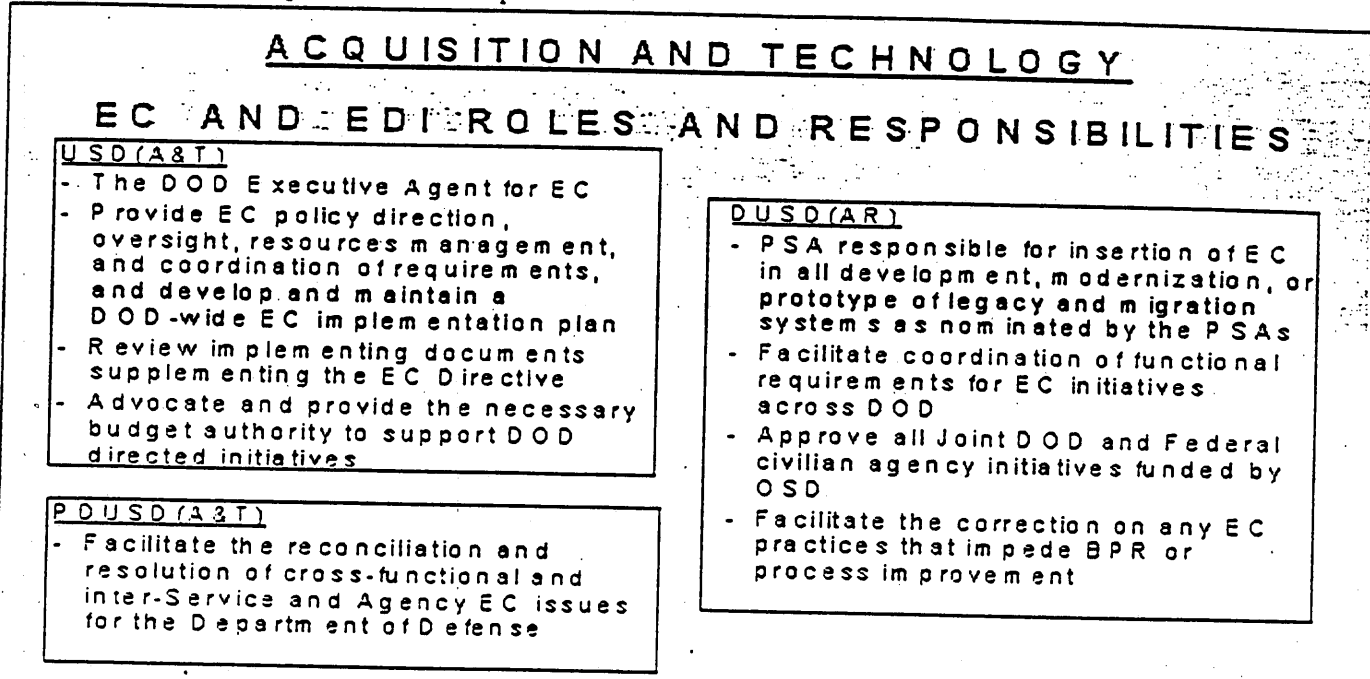 ACQUISITION AND TECHNOLOGY
EC AND EDI ROLES AND RESPONSIBILITIES
USD(A&T)
- The DOD Executive Agent for EC
- Provide EC policy direction,
oversight, resources management,
and coordination of requirements,
and develop and maintain a
DOD-wide EC implementation plan
- Review implementing documents
supplementing the EC Directive
- Advocate and provide the necessary
budget authority to support DOD
directed initiatives
PDUSD(A&T)
- Facilitate the reconciliation and
resolution of cross-functional and
inter-Service and Agency EC issues
for the Department of Defense
DUSD(AR)
- PSA responsible for insertion of EC
in all development, modernization, or
prototype of legacy and migration
systems as nominated by the PSAs
- Facilitate coordination of functional
requirements for EC initiatives
across DOD
- Approve all Joint DOD and Federal
civilian agency initiatives funded by
OSD
- Facilitate the correction on any EC
practices that impede BPR or
process improvement